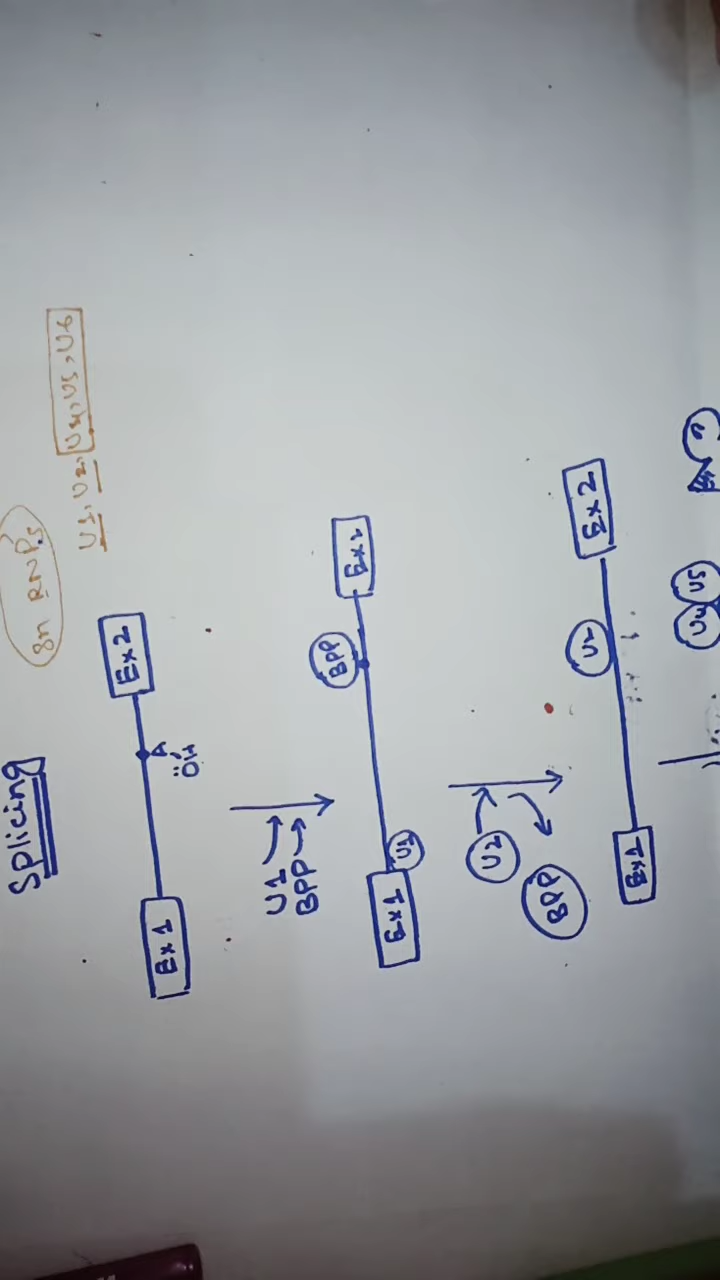 Splicing
sn RNPs
U1, U2, U4, U5, U6
Ex 1
A
ÖH
Ex 2
U1
BPP
Ex 1
U1
BPP
Ex 2
U2
BPP
Ex 1
U2
Ex 2
U4
U5